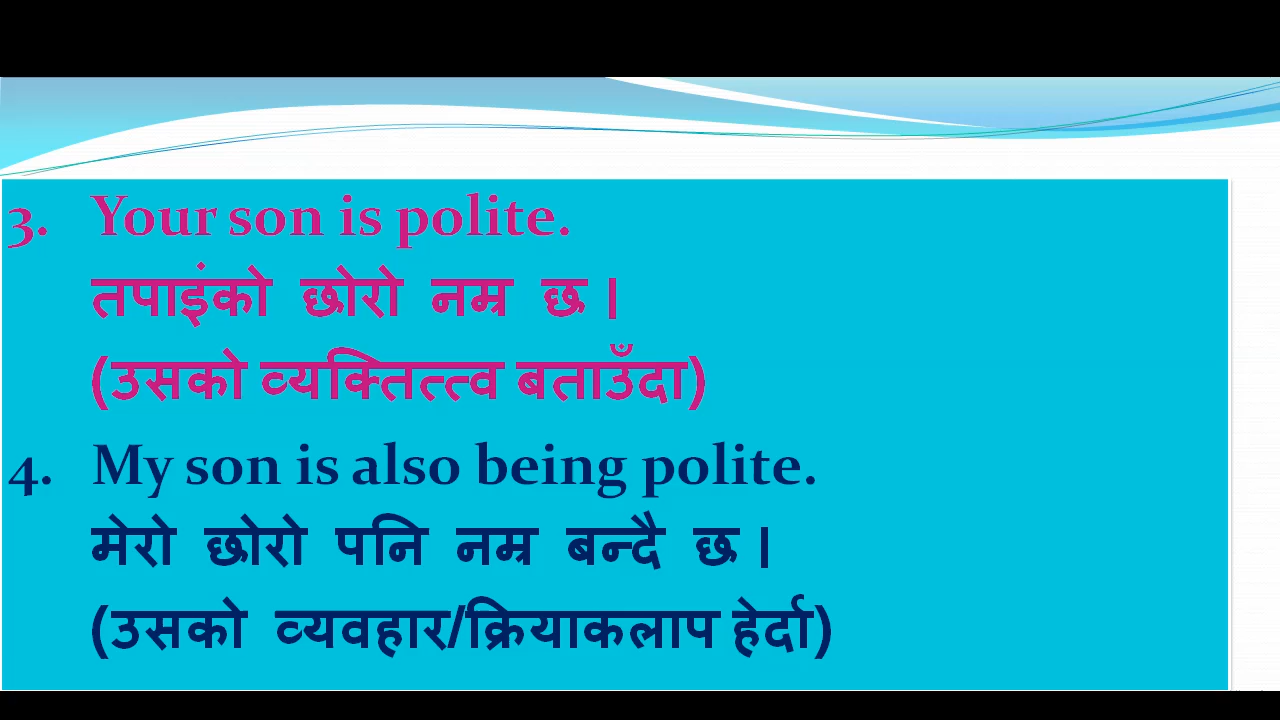 3. Your son is polite.
तपाइंको छोरो नम्र छ ।
(उसको व्यक्तित्त्व बताउँदा)
4. My son is also being polite.
मेरो छोरो पनि नम्र बन्दै छ ।
(उसको व्यवहार/क्रियाकलाप हेर्दा)